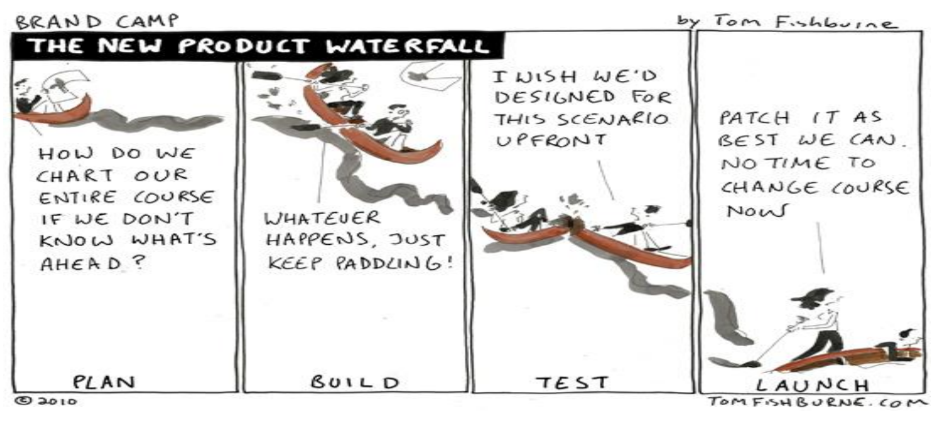 BRAND CAMP
by Tom Fishburne
THE NEW PRODUCT WATERFALL
HOW DO WE
CHART OUR
ENTIRE COURSE
IF WE DON'T
KNOW WHAT'S
AHEAD?
PLAN
WHATEVER
HAPPENS, JUST
KEEP PADDLING!
BUILD
I WISH WE'D
DESIGNED FOR
THIS SCENARIO
UPFRONT
TEST
PATCH IT AS
BEST WE CAN.
NO TIME TO
CHANGE COURSE
NOW
LAUNCH
© 2010
TOMFISHBURNE.COM